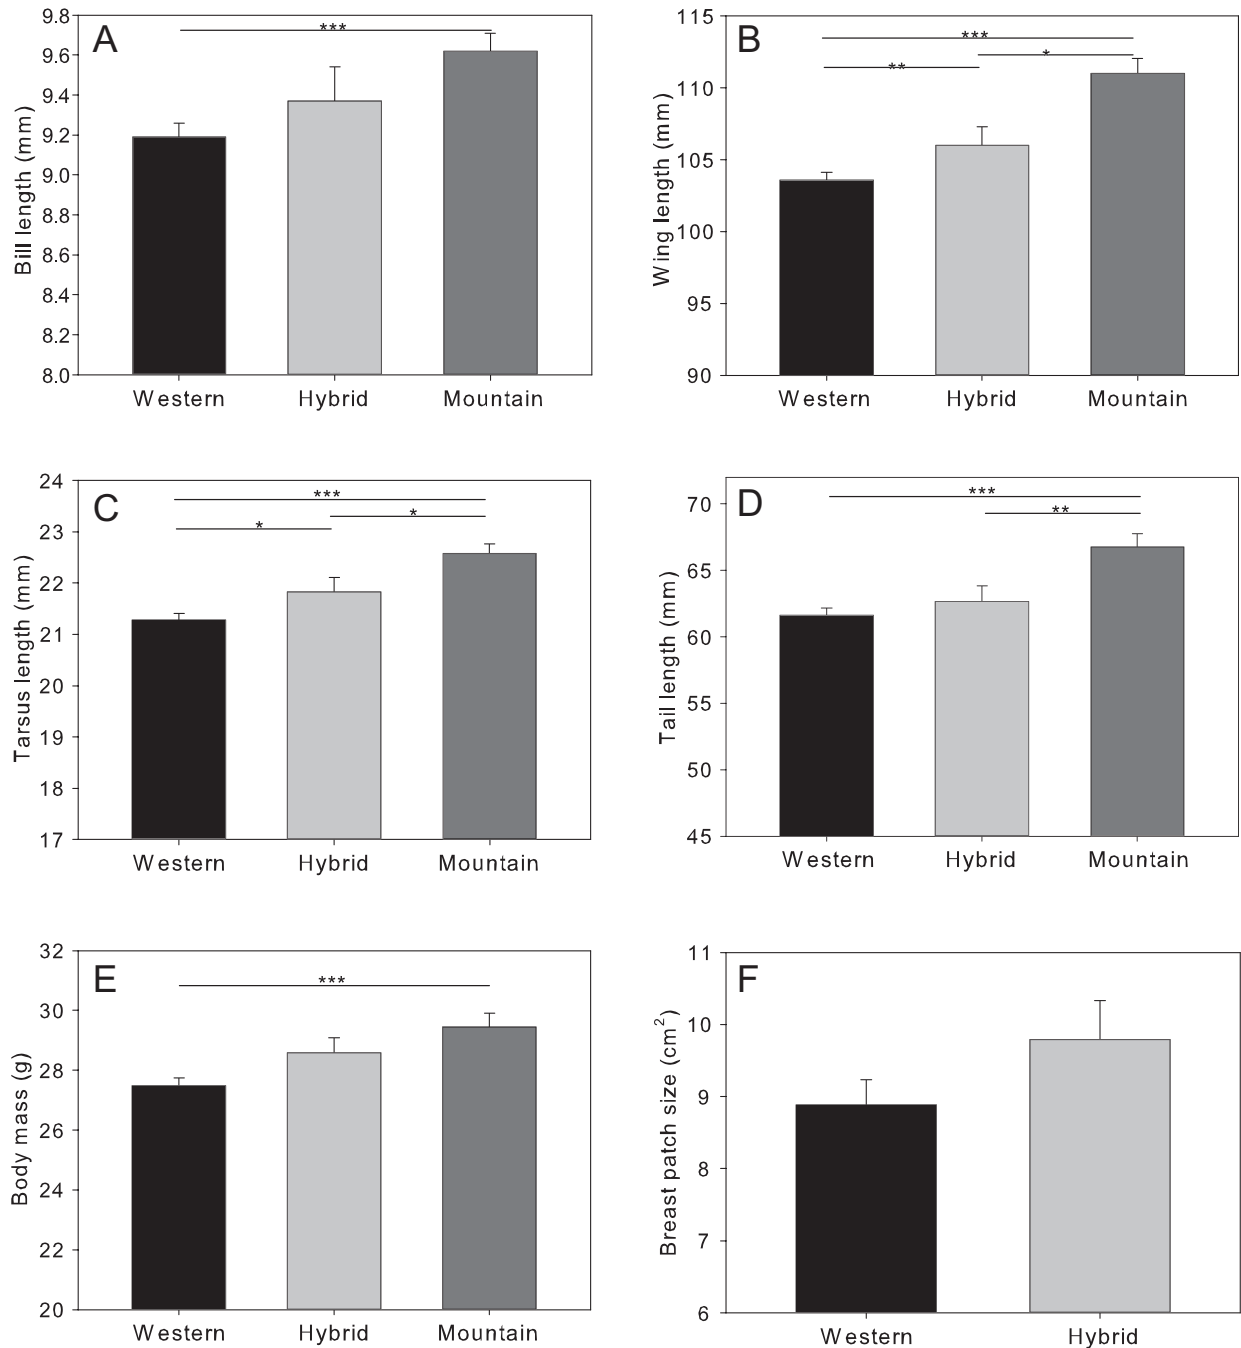 A
Bill length (mm)
9.8
9.6
9.4
9.2
9.0
8.8
8.6
8.4
8.2
8.0
***
Western Hybrid Mountain
B
Wing length (mm)
115
110
105
100
95
90
***
*
**
Western Hybrid Mountain
C
Tarsus length (mm)
24
23
22
21
20
19
18
17
***
*
*
Western Hybrid Mountain
D
Tail length (mm)
70
65
60
55
50
45
***
**
Western Hybrid Mountain
E
Body mass (g)
32
30
28
26
24
22
20
***
Western Hybrid Mountain
F
Breast patch size (cm²)
11
10
9
8
7
6
Western Hybrid